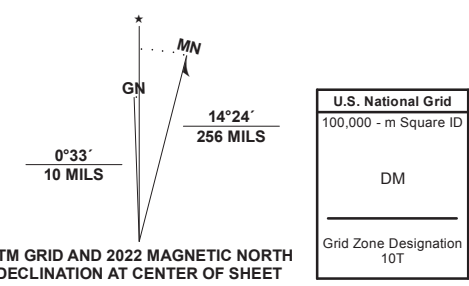 ★
MN
GN
0°33´
10 MILS
14°24´
256 MILS
TM GRID AND 2022 MAGNETIC NORTH
DECLINATION AT CENTER OF SHEET
U.S. National Grid
100,000 - m Square ID
DM
Grid Zone Designation
10T